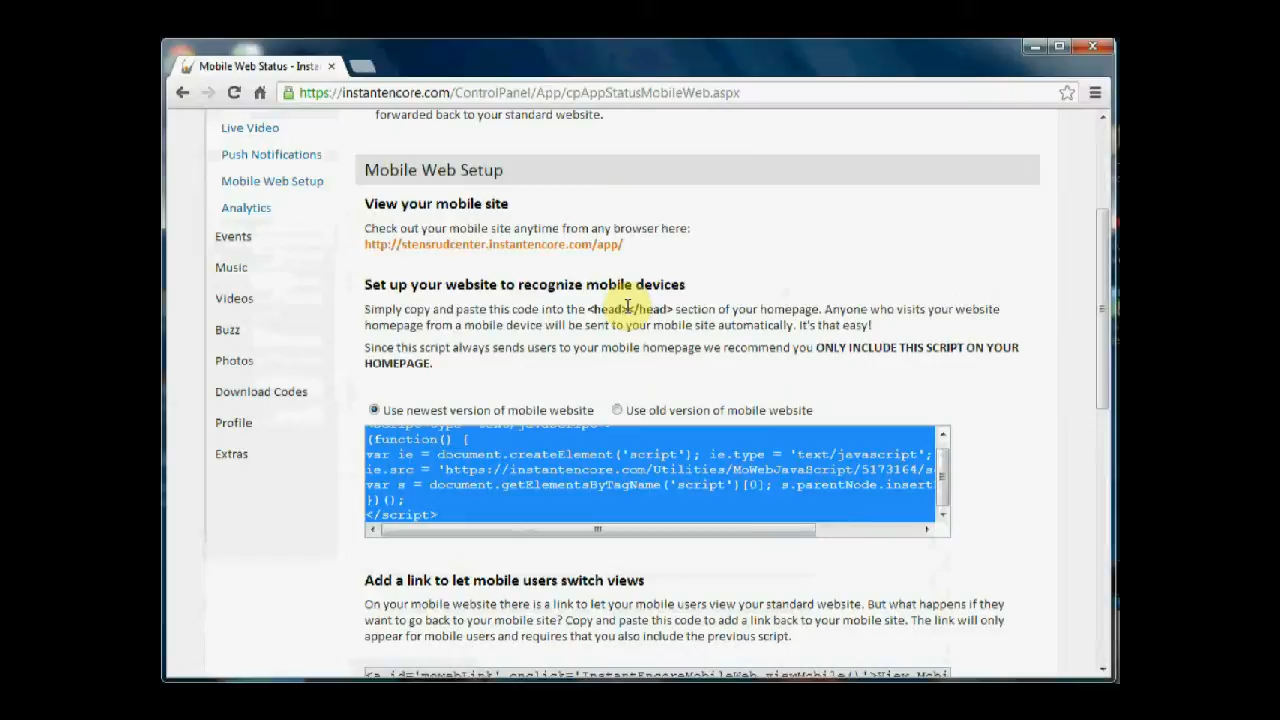 Mobile Web Status - Insta
https://instantencore.com/ControlPanel/App/cpAppStatusMobileWeb.aspx
forwarded back to your standard website.
Live Video
Push Notifications
Mobile Web Setup
Analytics
Events
Music
Videos
Buzz
Photos
Download Codes
Profile
Extras
Mobile Web Setup
View your mobile site
Check out your mobile site anytime from any browser here:
http://stensrudcenter.instantencore.com/app/
Set up your website to recognize mobile devices
Simply copy and paste this code into the <head></head> section of your homepage. Anyone who visits your website
homepage from a mobile device will be sent to your mobile site automatically. It's that easy!
Since this script always sends users to your mobile homepage we recommend you ONLY INCLUDE THIS SCRIPT ON YOUR
HOMEPAGE.
Use newest version of mobile website Use old version of mobile website
(function() {
var ie = document.createElement('script'); ie.type = 'text/javascript';
ie.src = 'https://instantencore.com/Utilities/MoWebJavaScript/5173164/s
var s = document.getElementsByTagName('script')[0]; s.parentNode.insert
})();
</script>
Add a link to let mobile users switch views
On your mobile website there is a link to let your mobile users view your standard website. But what happens if they
want to go back to your mobile site? Copy and paste this code to add a link back to your mobile site. The link will only
appear for mobile users and requires that you also include the previous script.